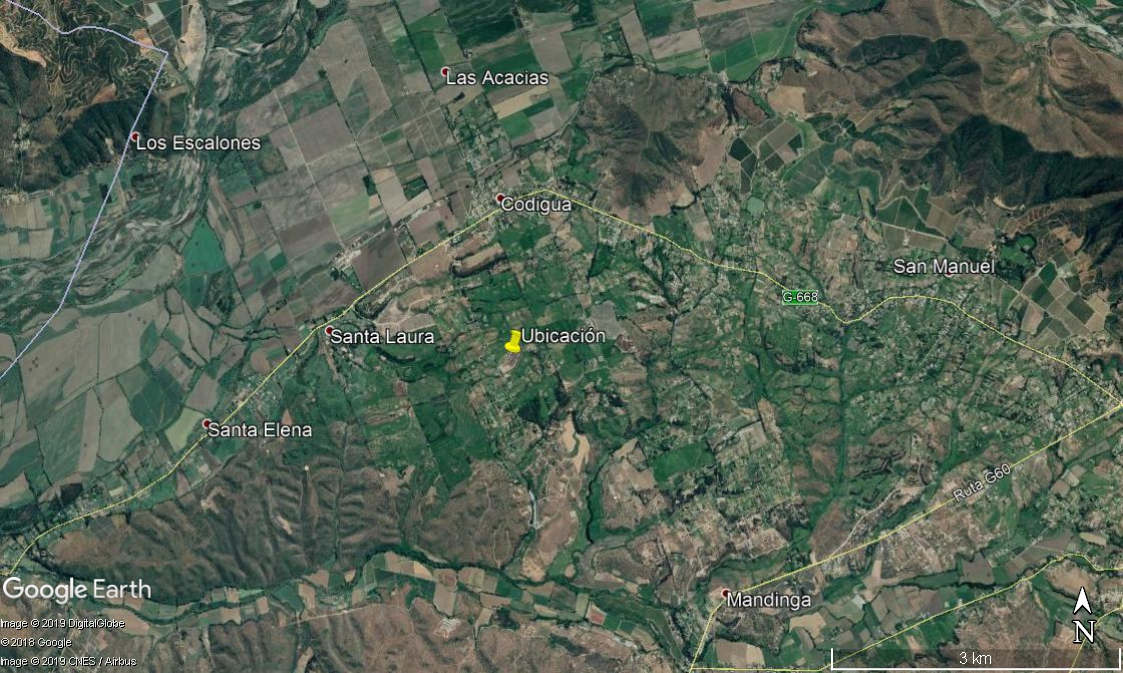 Las Acacias
Los Escalones
Codigua
San Manuel
G-668
Santa Laura
Ubicación
Santa Elena
Ruta G60
Mandinga
Google Earth
Image © 2019 DigitalGlobe
© 2018 Google
Image © 2019 CNES / Airbus
N
3 km